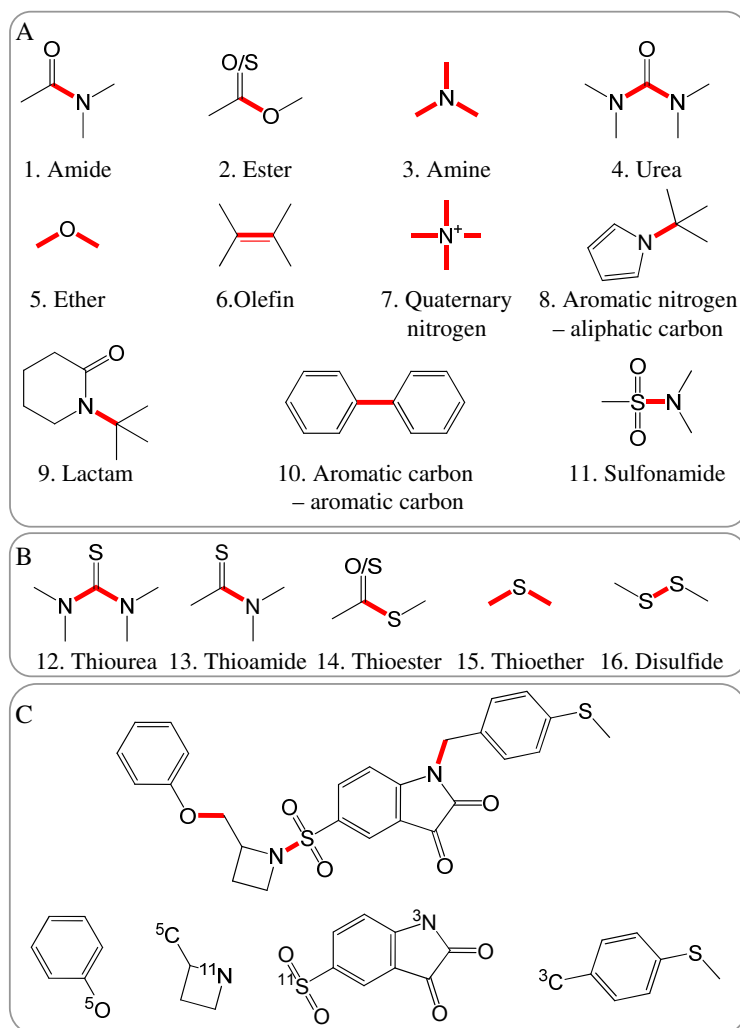 A
O
N
O/S
O
N
O
N N
1. Amide 2. Ester 3. Amine 4. Urea
O
N+
N
5. Ether 6.Olefin 7. Quaternary nitrogen 8. Aromatic nitrogen – aliphatic carbon
O
N
O
S N
O
9. Lactam 10. Aromatic carbon – aromatic carbon 11. Sulfonamide
B
S
N N
S
N
O/S
S
S
S S
12. Thiourea 13. Thioamide 14. Thioester 15. Thioether 16. Disulfide
C
S
N
O
O
O
O
S
N
O
O
5C
11N
3N
O
O
11S
O
O
S
3C
5O